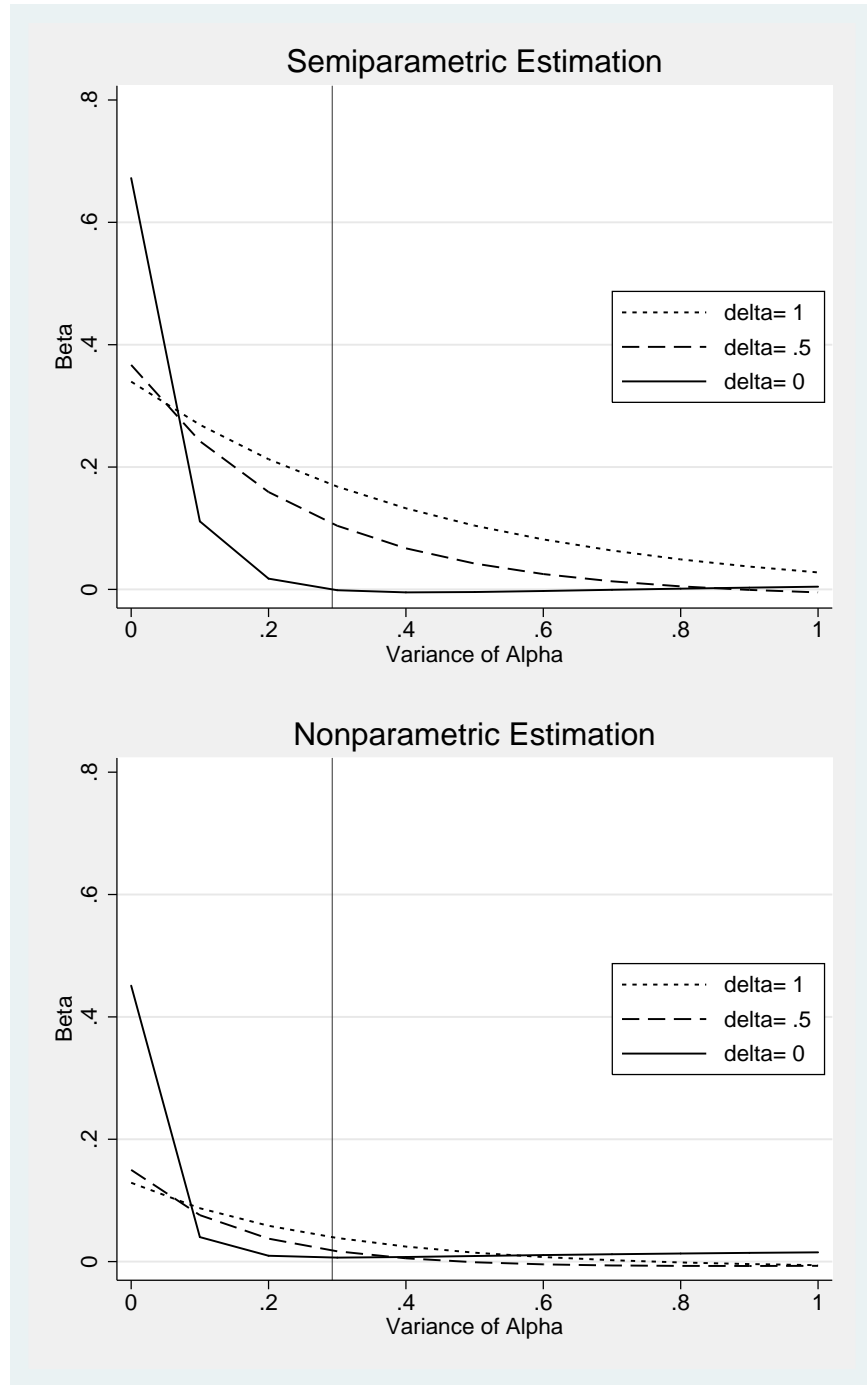 Semiparametric Estimation
.8
.6
.4
.2
0
Beta
0 .2 .4 .6 .8 1
Variance of Alpha
delta= 1
delta= .5
delta= 0
Nonparametric Estimation
.8
.6
.4
.2
0
Beta
0 .2 .4 .6 .8 1
Variance of Alpha
delta= 1
delta= .5
delta= 0